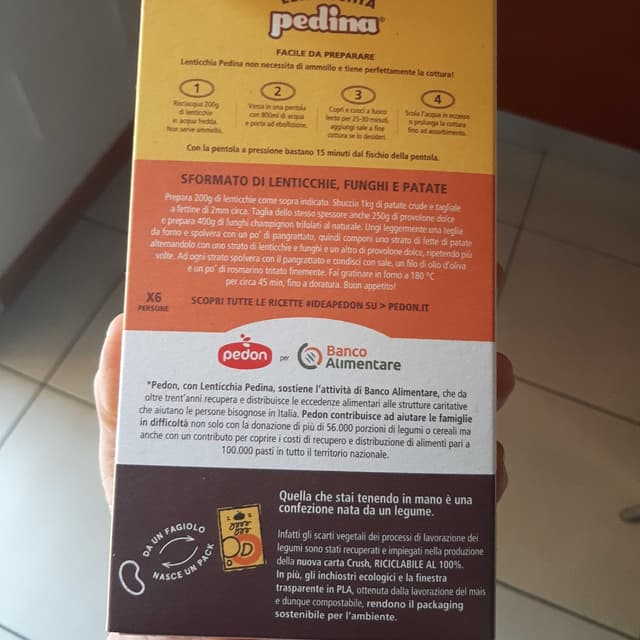 pedina
FACILE DA PREPARARE
Lenticchia Pedina non necessita di ammollo e tiene perfettamente la cottura!
1
Risciacquo 200g
di lenticchie
in acqua fredda.
Non serve ammollo.
2
Versa in una pentola
con 800ml di acqua
e porta ad ebollizione.
3
Copri e cuoci a fuoco
lento per 25-30 minuti,
aggiungi sale a fine
cottura se lo desideri.
4
Scola l'acqua in eccesso
o prolunga la cottura
fino ad assorbimento.
Con la pentola a pressione bastano 15 minuti dal fischio della pentola.
SFORMATO DI LENTICCHIE, FUNGHI E PATATE
Prepara 200g di lenticchie come sopra indicato. Sbuccia 1kg di patate crude e tagliale
a fettine di 2mm circa. Taglia dello stesso spessore anche 250g di provolone dolce
e prepara 400g di funghi champignon trifolati al naturale. Ungi leggermente una teglia
da forno e spolvera con un po' di pangrattato, quindi componi uno strato di fette di patate
alternandolo con uno strato di lenticchie e funghi e un altro di provolone dolce, ripetendo più
volte. Ad ogni strato spolvera con il pangrattato e condisci con sale, un filo di olio d'oliva
e un po' di rosmarino tritato finemente. Fai gratinare in forno a 180 °C
per circa 45 min, fino a doratura. Buon appetito!
X6
PERSONE
SCOPRI TUTTE LE RICETTE #IDEAPEDON SU > PEDON.IT
pedon
per
Banco
Alimentare
*Pedon, con Lenticchia Pedina, sostiene l'attività di Banco Alimentare, che da
oltre trent'anni recupera e distribuisce le eccedenze alimentari alle strutture caritative
che aiutano le persone bisognose in Italia. Pedon contribuisce ad aiutare le famiglie
in difficoltà non solo con la donazione di più di 56.000 porzioni di legumi o cereali ma
anche con un contributo per coprire i costi di recupero e distribuzione di alimenti pari a
100.000 pasti in tutto il territorio nazionale.
DA UN FAGIOLO
NASCE UN PACK
Quella che stai tenendo in mano è una
confezione nata da un legume.
Infatti gli scarti vegetali dei processi di lavorazione dei
legumi sono stati recuperati e impiegati nella produzione
della nuova carta Crush, RICICLABILE AL 100%.
In più, gli inchiostri ecologici e la finestra
trasparente in PLA, ottenuta dalla lavorazione del mais
e dunque compostabile, rendono il packaging
sostenibile per l'ambiente.